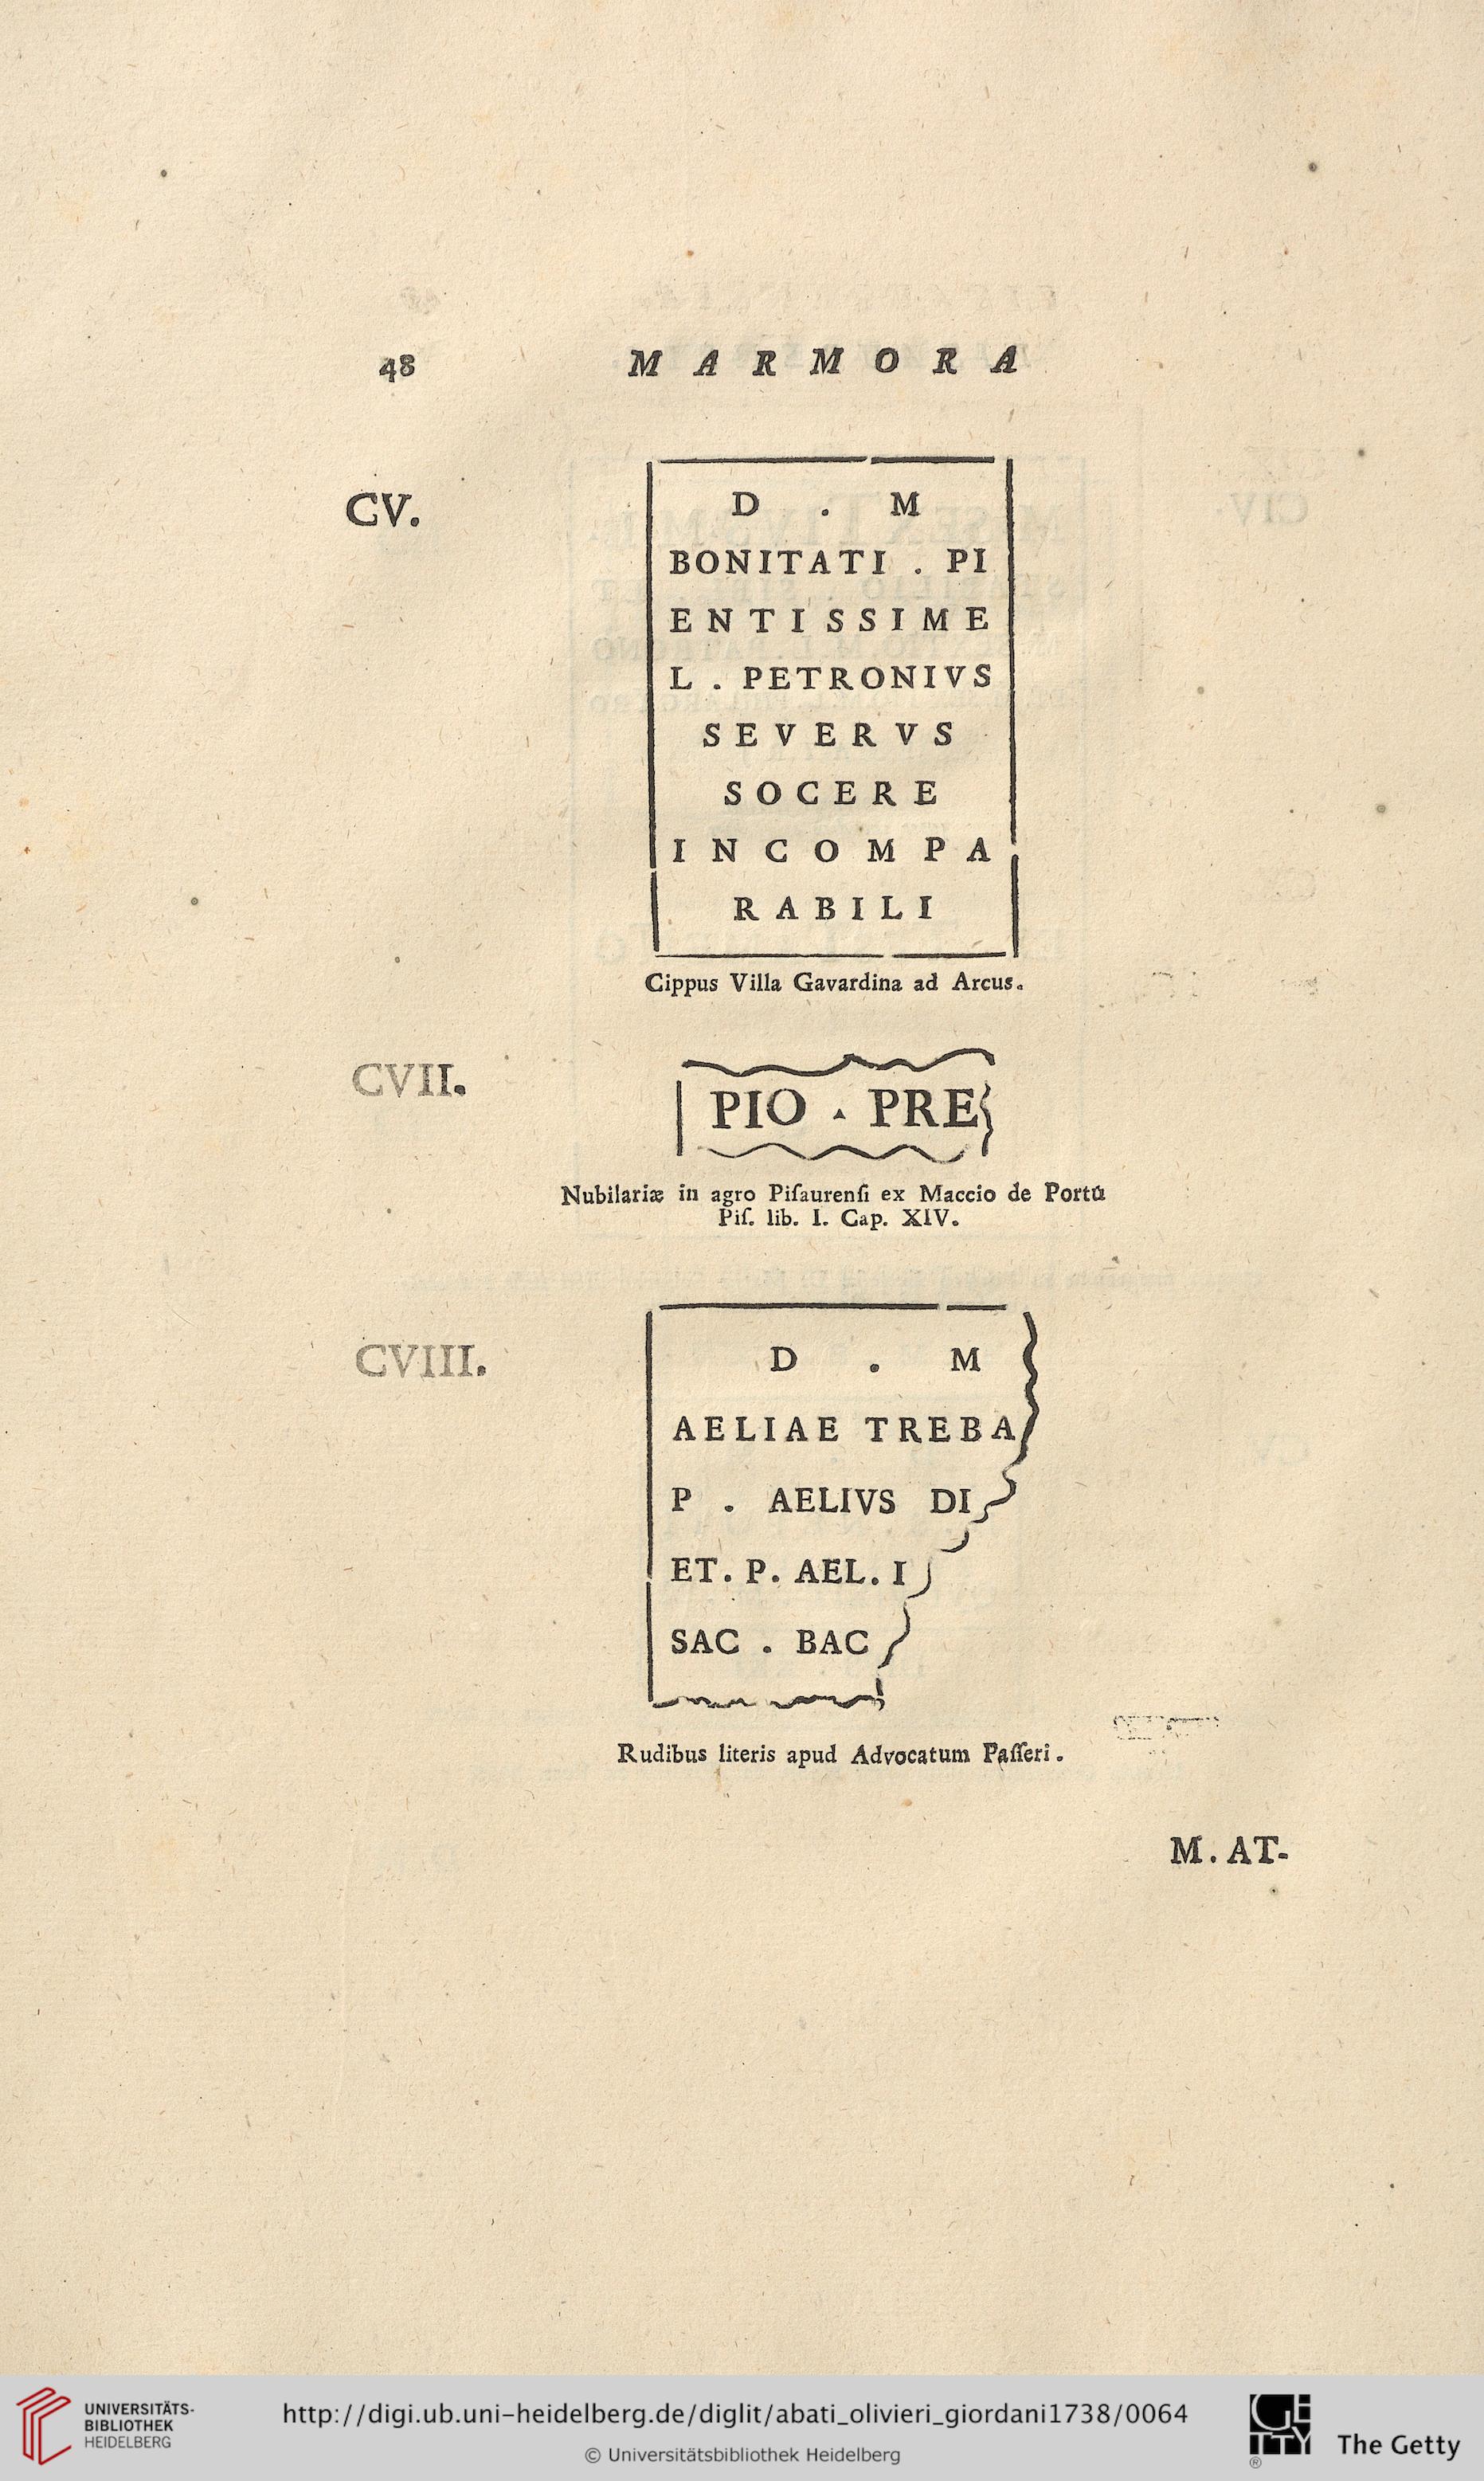 48 MARMORA
CV.
D . M
BONITATI . PI
ENTISSIME
L . PETRONIVS
SEVERVS
SOCERE
INCOMPA
RABILI
Cippus Villa Gavardina ad Arcus.
CVII.
PIO . PRE
Nubilariæ in agro Piſaurenſi ex Maccio de Portu
Piſ. lib. I. Cap. XIV.
CVIII.
D . M
AELIAE TREBA
P . AELIVS DI
ET. P. AEL. I
SAC . BAC
Rudibus literis apud Advocatum Paſſeri.
M. AT-
UNIVERSITÄTS-
BIBLIOTHEK
HEIDELBERG
http://digi.ub.uni-heidelberg.de/diglit/abati_olivieri_giordani1738/0064
© Universitätsbibliothek Heidelberg
GETTY
The Getty